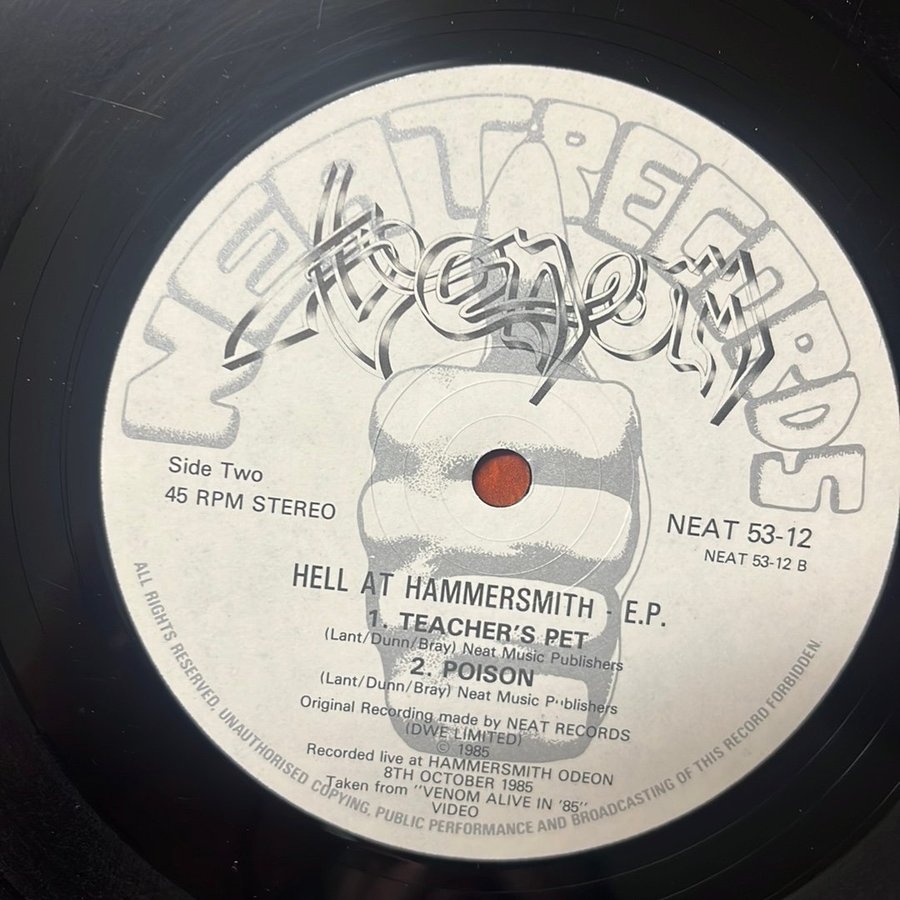 NEAT RECORDS
Venom
Side Two
45 RPM STEREO
NEAT 53-12
NEAT 53-12 B
HELL AT HAMMERSMITH - E.P.
1. TEACHER'S PET
(Lant/Dunn/Bray) Neat Music Publishers
2. POISON
(Lant/Dunn/Bray) Neat Music Publishers
Original Recording made by NEAT RECORDS
(DWE LIMITED)
© 1985
Recorded live at HAMMERSMITH ODEON
8TH OCTOBER 1985
Taken from "VENOM ALIVE IN '85"
VIDEO
ALL RIGHTS RESERVED, UNAUTHORISED COPYING, PUBLIC PERFORMANCE AND BROADCASTING OF THIS RECORD FORBIDDEN